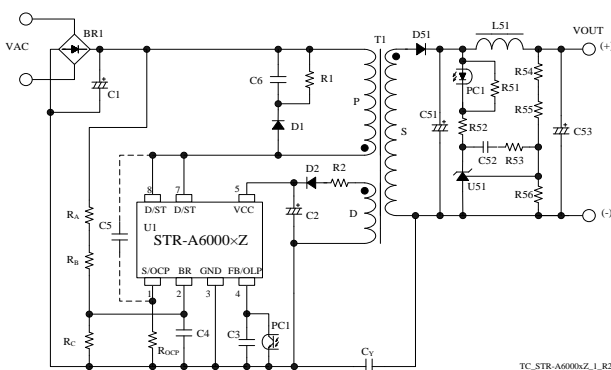 VAC
BR1
C1
C6
R1
D1
T1
P
S
D
D51
L51
VOUT
(+)
PC1
R51
R54
R55
C51
R52
C52
R53
C53
U51
R56
(-)
D2
R2
C2
8
7
5
D/ST
D/ST
VCC
U1
STR-A6000×Z
S/OCP
BR
GND
FB/OLP
1
2
3
4
C5
RA
RB
RC
ROCP
C4
C3
PC1
CY
TC_STR-A6000xZ_1_R2